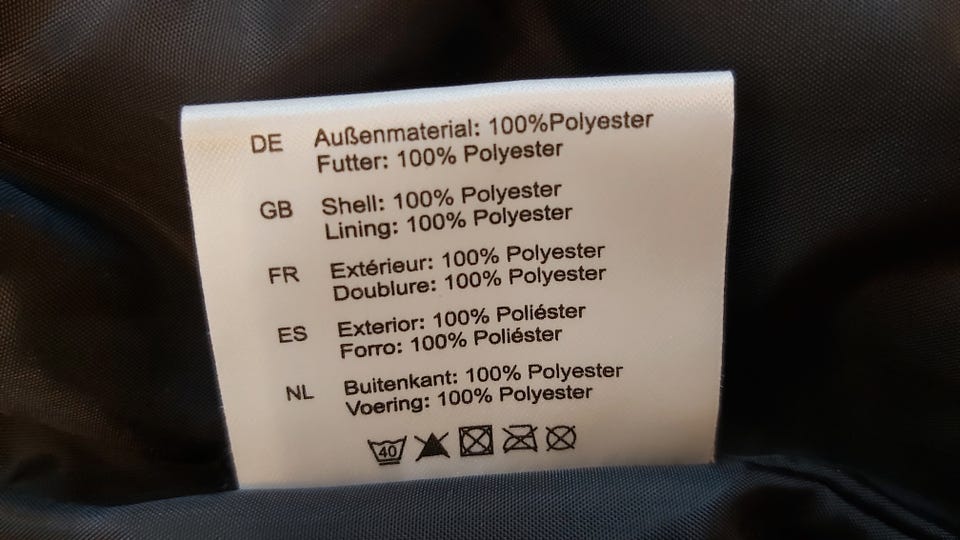 DE Außenmaterial: 100%Polyester
Futter: 100% Polyester
GB Shell: 100% Polyester
Lining: 100% Polyester
FR Extérieur: 100% Polyester
Doublure: 100% Polyester
ES Exterior: 100% Poliéster
Forro: 100% Poliéster
NL Buitenkant: 100% Polyester
Voering: 100% Polyester
40